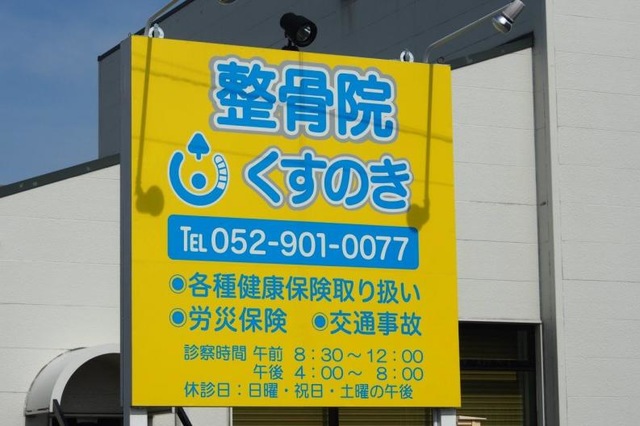 整骨院
くすのき
TEL 052-901-0077
●各種健康保険取り扱い
●労災保険 ●交通事故
診察時間 午前 8:30～12:00
午後 4:00～ 8:00
休診日:日曜・祝日・土曜の午後